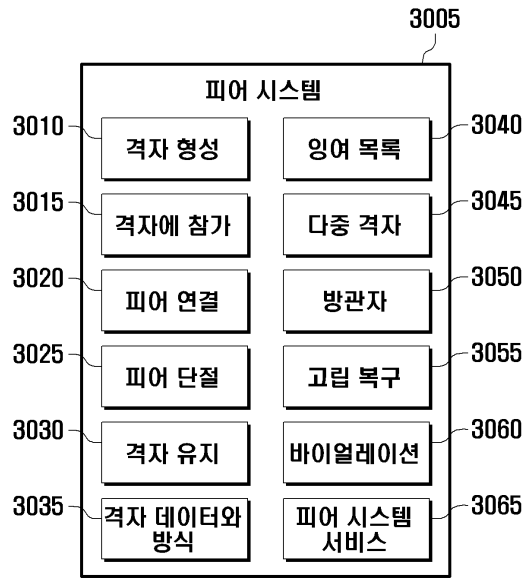 3005
피어 시스템
3010
격자 형성
잉여 목록
3040
3015
격자에 참가
다중 격자
3045
3020
피어 연결
방관자
3050
3025
피어 단절
고립 복구
3055
3030
격자 유지
바이얼레이션
3060
3035
격자 데이터와
방식
피어 시스템
서비스
3065